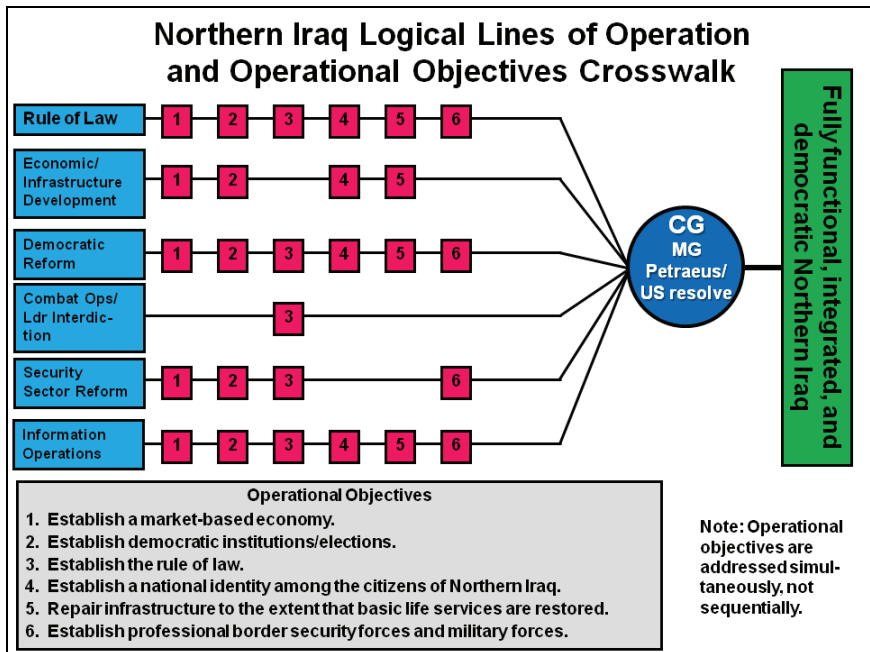 Northern Iraq Logical Lines of Operation
and Operational Objectives Crosswalk
Rule of Law
1 2 3 4 5 6
Economic/
Infrastructure
Development
1 2 4 5
Democratic
Reform
1 2 3 4 5 6
Combat Ops/
Ldr Interdic-
tion
3
Security
Sector Reform
1 2 3 6
Information
Operations
1 2 3 4 5 6
CG
MG
Petraeus/
US resolve
Fully functional, integrated, and
democratic Northern Iraq
Operational Objectives
1. Establish a market-based economy.
2. Establish democratic institutions/elections.
3. Establish the rule of law.
4. Establish a national identity among the citizens of Northern Iraq.
5. Repair infrastructure to the extent that basic life services are restored.
6. Establish professional border security forces and military forces.
Note: Operational
objectives are
addressed simul-
taneously, not
sequentially.